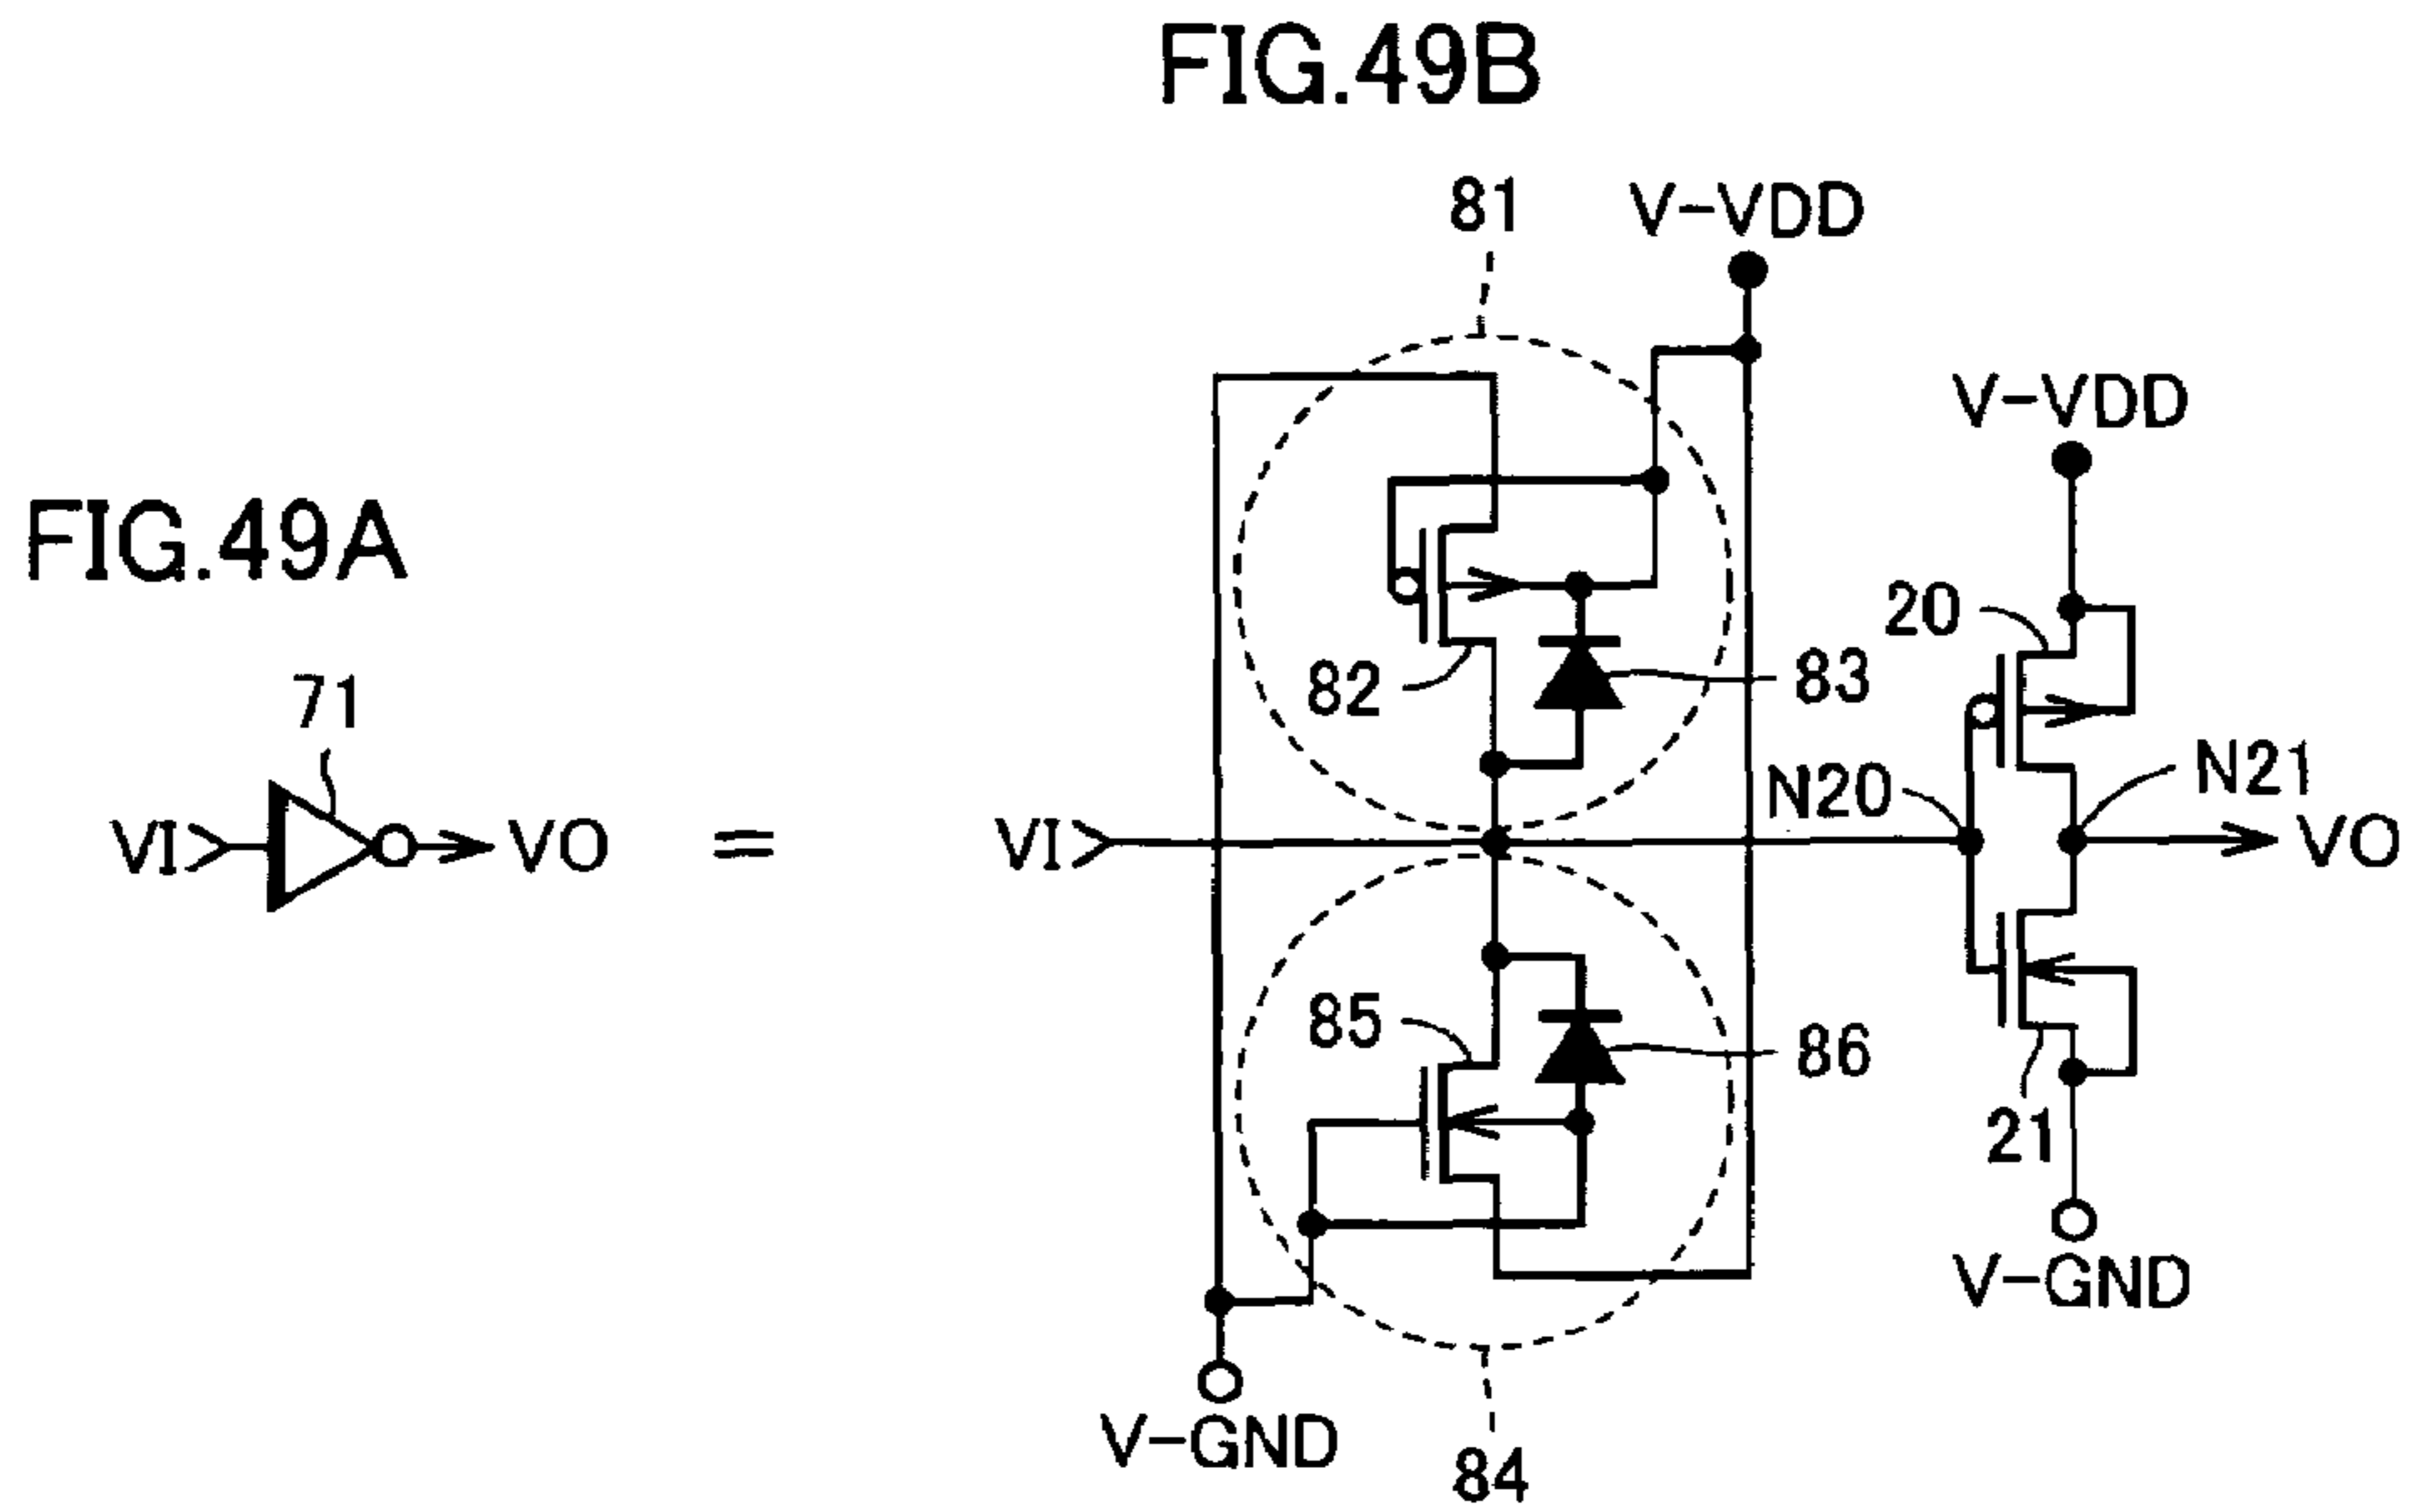 FIG.49B
81
V-VDD
V-VDD
FIG.49A
20
71
82
83
N20
N21
VI
VO
=
VI
VO
85
86
21
V-GND
V-GND
84